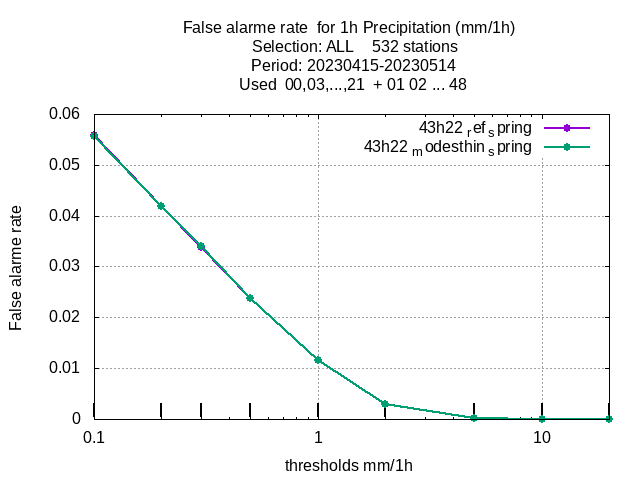 False alarme rate  for 1h Precipitation (mm/1h)
Selection: ALL    532 stations
Period: 20230415-20230514
Used  00,03,...,21  + 01 02 ... 48
43h22 ref spring
43h22 modesthin spring
0.06
0.05
0.04
0.03
0.02
0.01
0
0.1 1 10
False alarme rate
thresholds mm/1h